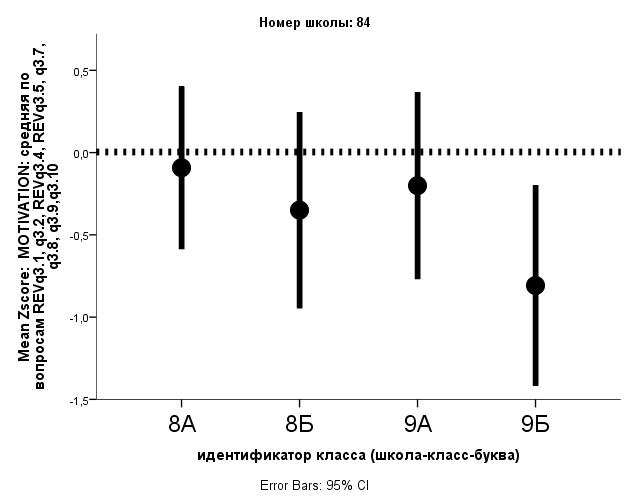 Номер школы: 84
Mean Zscore: MOTIVATION: средняя по
вопросам REVq3.1, q3.2, REVq3.4, REVq3.5, q3.7,
q3.8, q3.9,q3.10
0,5
0,0
-0,5
-1,0
-1,5
8А
8Б
9А
9Б
идентификатор класса (школа-класс-буква)
Error Bars: 95% CI